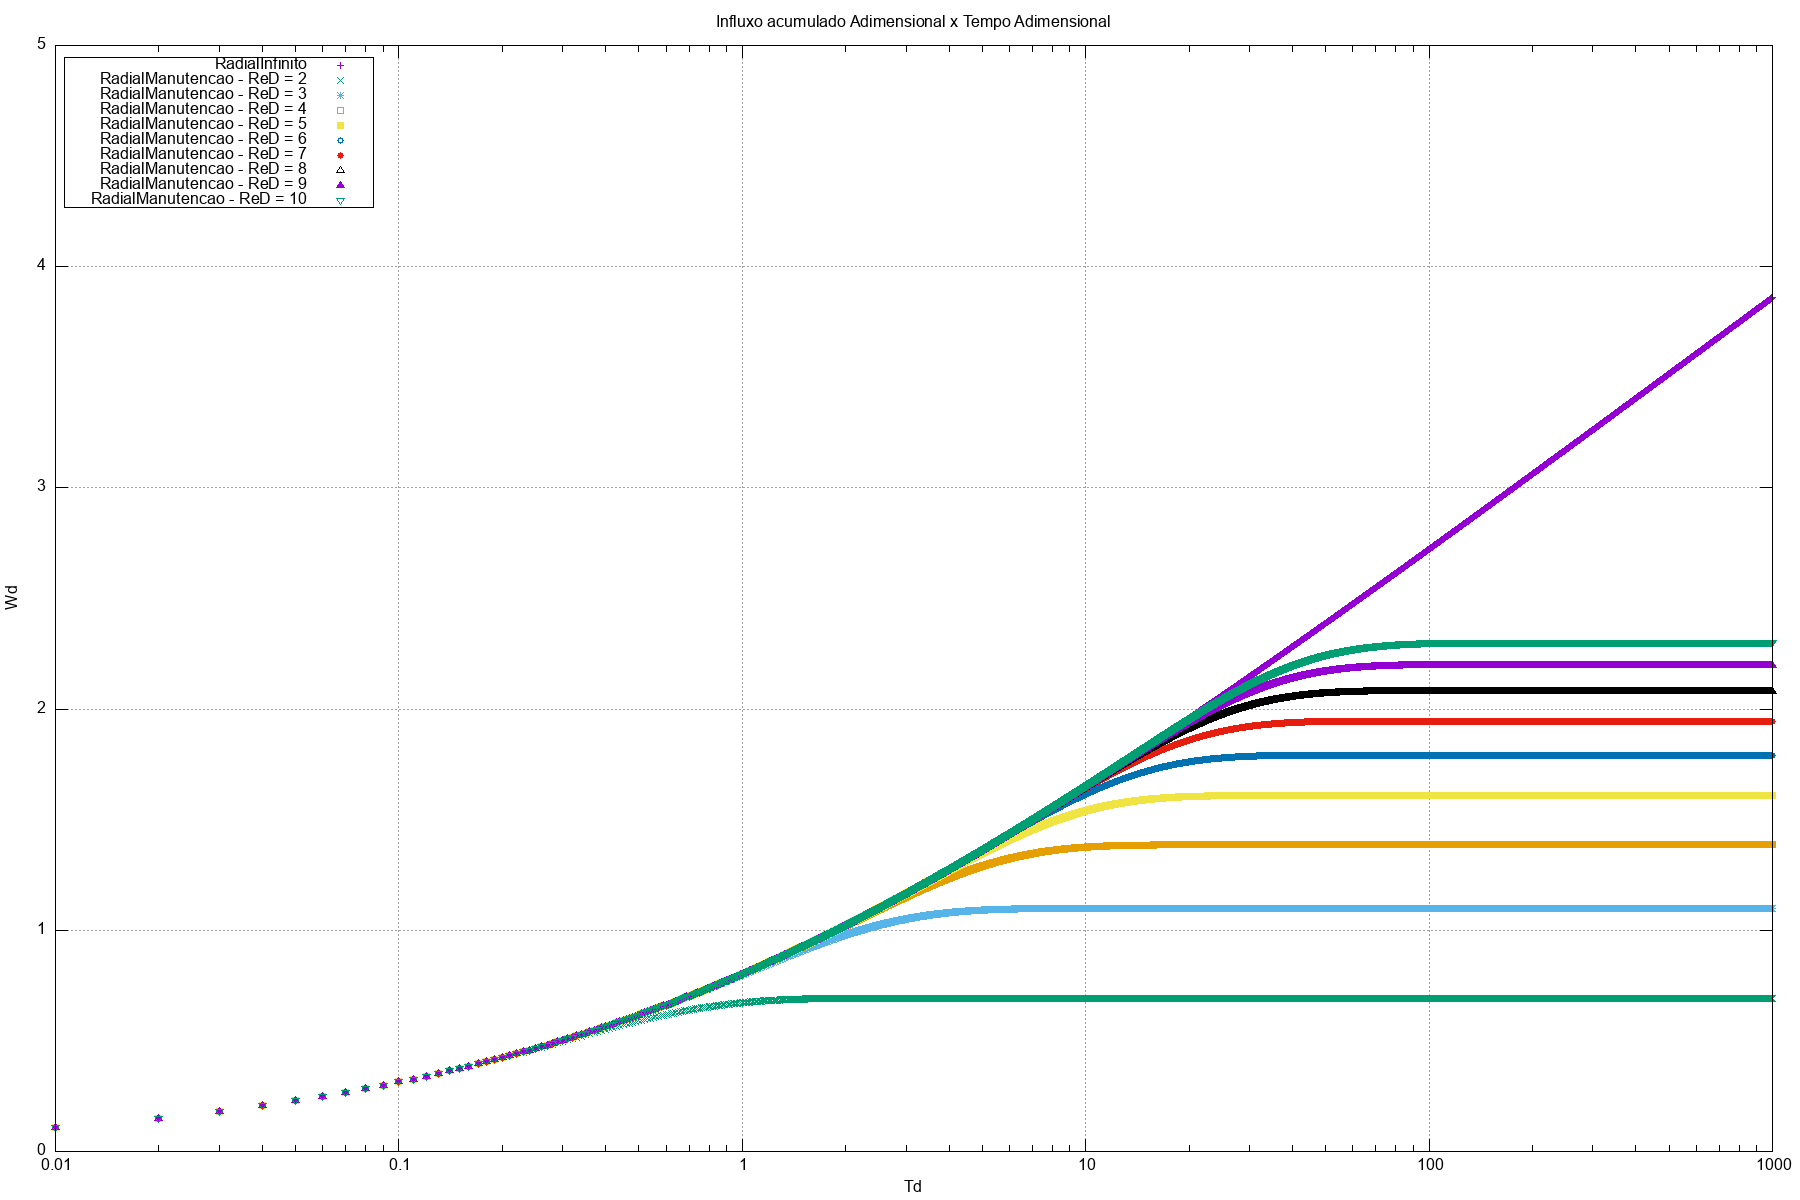 Influxo acumulado Adimensional x Tempo Adimensional
5
RadialInfinito
RadialManutencao - ReD = 2
RadialManutencao - ReD = 3
RadialManutencao - ReD = 4
RadialManutencao - ReD = 5
RadialManutencao - ReD = 6
RadialManutencao - ReD = 7
RadialManutencao - ReD = 8
RadialManutencao - ReD = 9
RadialManutencao - ReD = 10
4
3
Wd
2
1
0
0.01 0.1 1 10 100 1000
Td